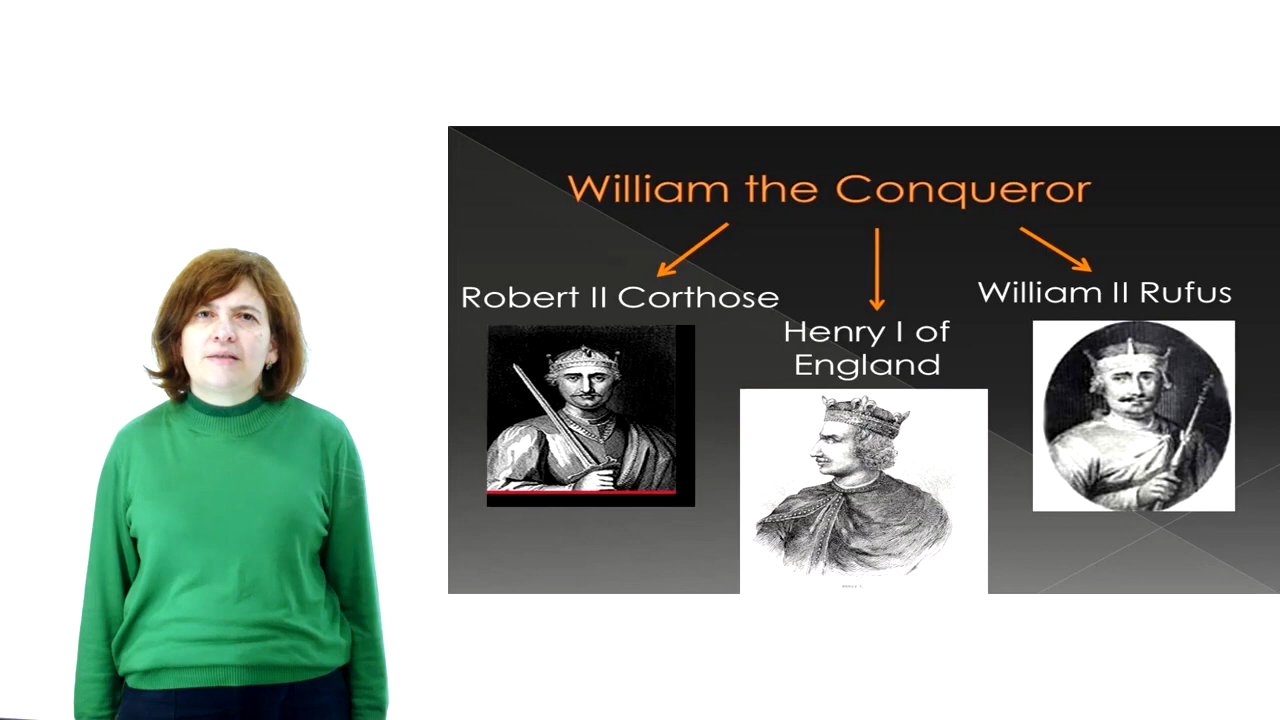 William the Conqueror
Robert II Corthose
William II Rufus
Henry I of
England